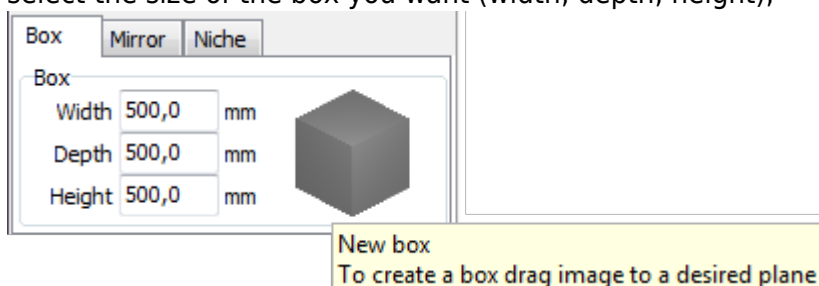 Select the size of the box you want (width, depth, height),
Box Mirror Niche
Box
Width 500,0 mm
Depth 500,0 mm
Height 500,0 mm
New box
To create a box drag image to a desired plane